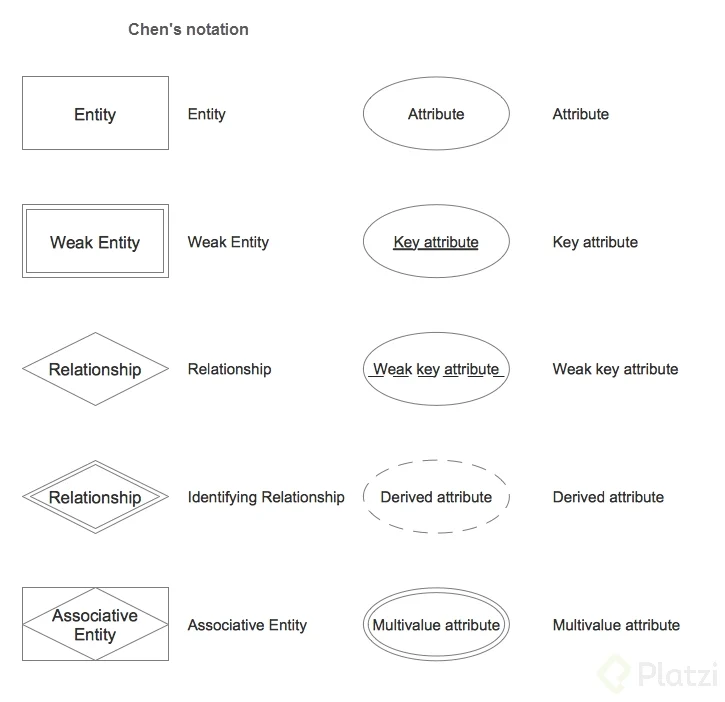 Chen's notation
Entity
Entity
Attribute
Attribute
Weak Entity
Weak Entity
Key attribute
Key attribute
Relationship
Relationship
Weak key attribute
Weak key attribute
Relationship
Identifying Relationship
Derived attribute
Derived attribute
Associative
Entity
Associative Entity
Multivalue attribute
Multivalue attribute
Platzi